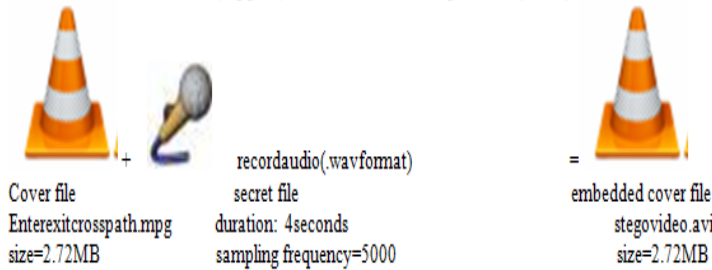 + recordaudio(.wavformat) =
Cover file secret file embedded cover file
Enterexitcrosspath.mpg duration: 4seconds stegovideo.avi
size=2.72MB sampling frequency=5000 size=2.72MB